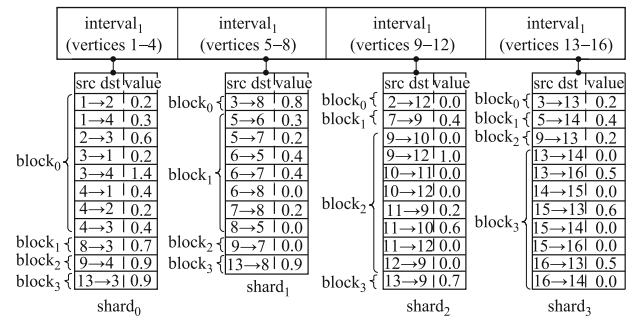 interval1 interval1 interval1 interval1
(vertices 1–4) (vertices 5–8) (vertices 9–12) (vertices 13–16)
src dst value
block0
1→2 0.2
1→4 0.3
2→3 0.6
3→1 0.2
3→4 1.4
4→1 0.4
4→2 0.2
4→3 0.4
block1 8→3 0.7
block2 9→4 0.9
block3 13→3 0.9
shard0
src dst value
block0 3→8 0.8
block1
5→6 0.3
5→7 0.2
6→5 0.4
6→7 0.4
6→8 0.0
7→8 0.2
8→5 0.0
block2 9→7 0.0
block3 13→8 0.9
shard1
src dst value
block0 2→12 0.0
block1 7→9 0.4
block2
9→10 0.0
9→12 1.0
10→11 0.0
10→12 0.0
11→9 0.2
11→10 0.6
11→12 0.0
12→9 0.0
block3 13→9 0.7
shard2
src dst value
block0 3→13 0.2
block1 5→14 0.4
block2 9→13 0.2
block3
13→14 0.0
13→16 0.5
14→15 0.0
15→13 0.6
15→14 0.0
15→16 0.0
16→13 0.5
16→14 0.0
shard3